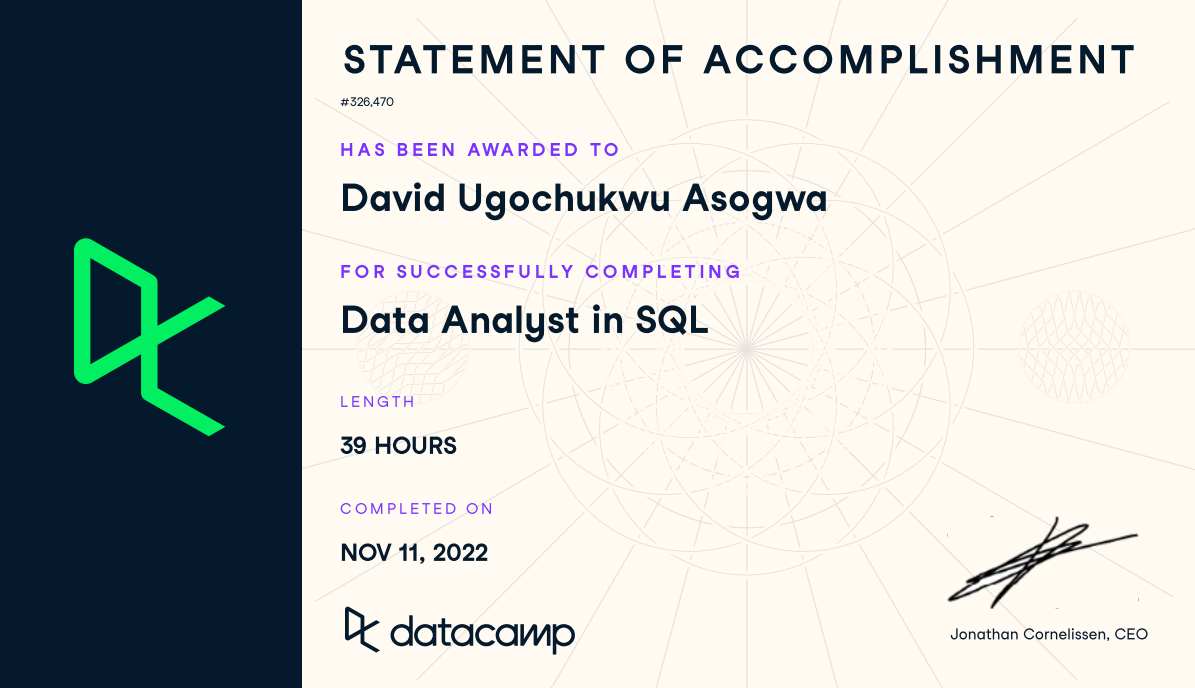 STATEMENT OF ACCOMPLISHMENT
#326,470
HAS BEEN AWARDED TO
David Ugochukwu Asogwa
FOR SUCCESSFULLY COMPLETING
Data Analyst in SQL
LENGTH
39 HOURS
COMPLETED ON
NOV 11, 2022
datacamp
Jonathan Cornelissen, CEO